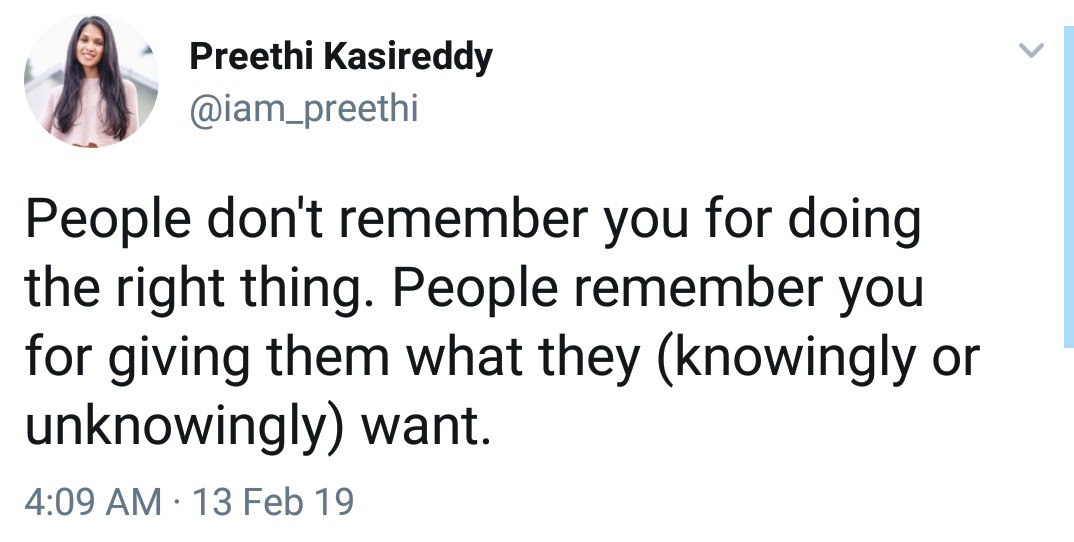 Preethi Kasireddy
@iam_preethi
People don't remember you for doing
the right thing. People remember you
for giving them what they (knowingly or
unknowingly) want.
4:09 AM · 13 Feb 19